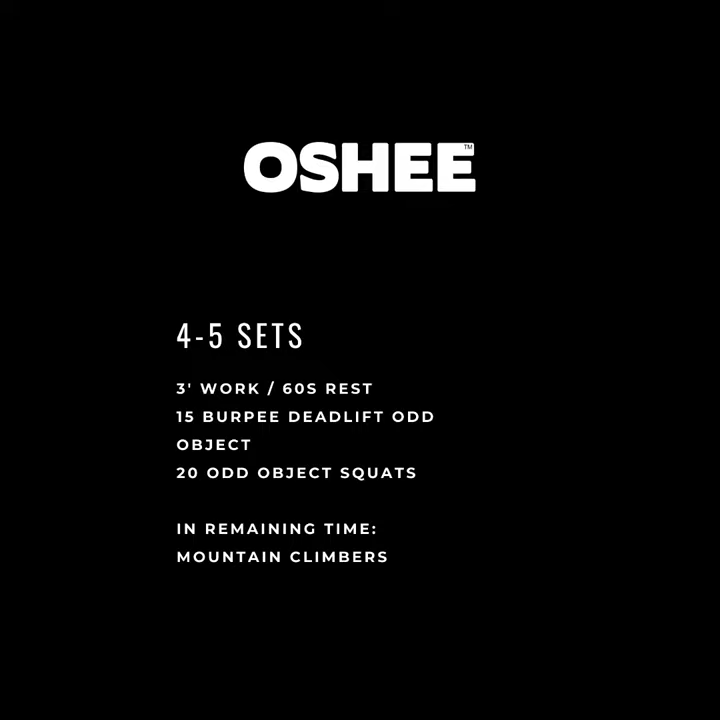 OSHEE™
4-5 SETS
3' WORK / 60S REST
15 BURPEE DEADLIFT ODD
OBJECT
20 ODD OBJECT SQUATS
IN REMAINING TIME:
MOUNTAIN CLIMBERS